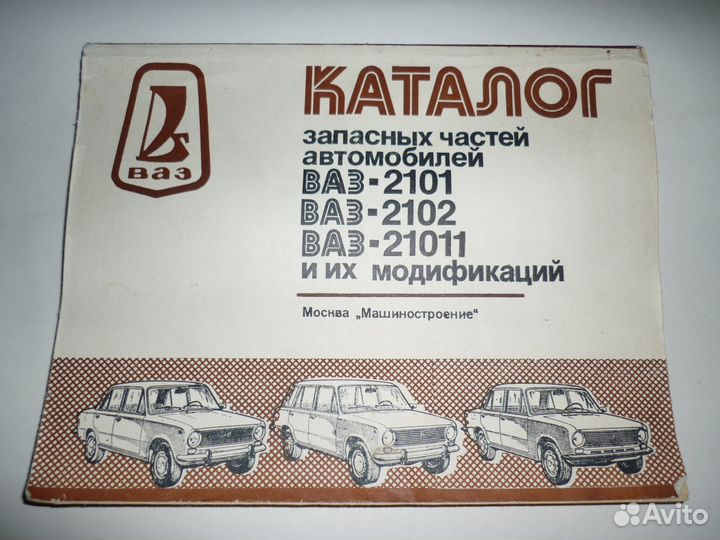 ВАЗ
КАТАЛОГ
запасных частей
автомобилей
ВАЗ-2101
ВАЗ-2102
ВАЗ-21011
и их модификаций
Москва „Машиностроение“
Avito